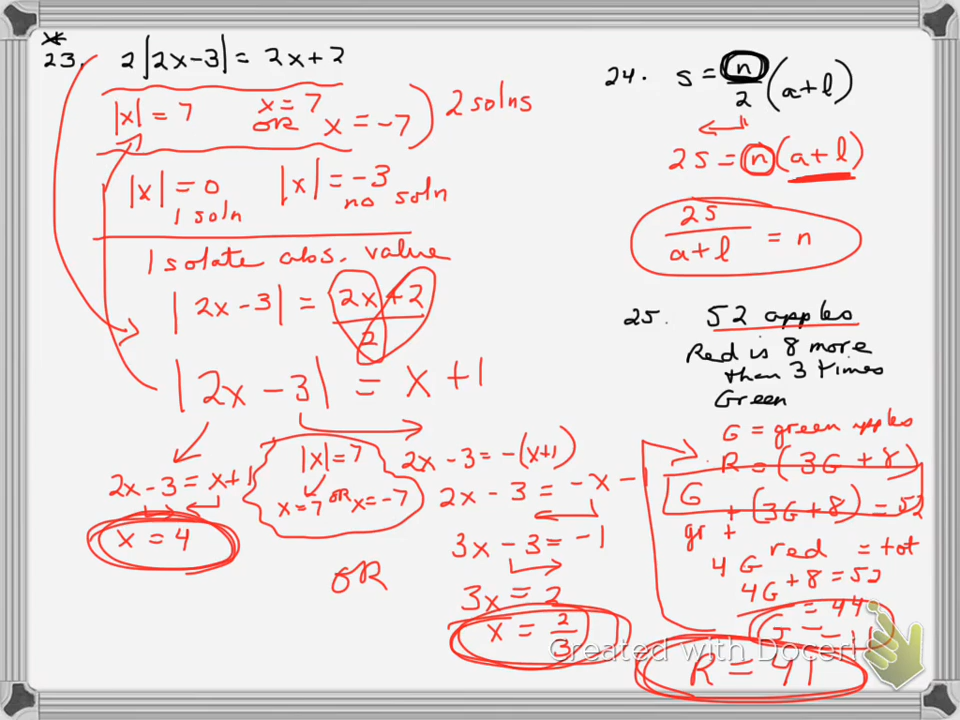 23. 2|2x-3| = 2x+2
|x| = 7 x = 7 OR x = -7 2 solns
|x| = 0 |x| = -3
1 soln no soln
Isolate abs. value
|2x-3| = 2x+2
2
|2x-3| = x+1
2x-3 = x+1
x = 4
|x| = 7
x = 7 OR x = -7
OR
2x-3 = -(x+1)
2x-3 = -x-
3x-3 = -1
3x = 2
x = 2/3
24. s = n/2 (a+l)
2s = n(a+l)
2s/a+l = n
25. 52 apples
Red is 8 more
than 3 times
Green
G = green apples
R = (3G+8)
G + (3G+8) = 52
gr + red = tot
4G
4G+8 = 52
= 44
R = 41
Created with Doceri